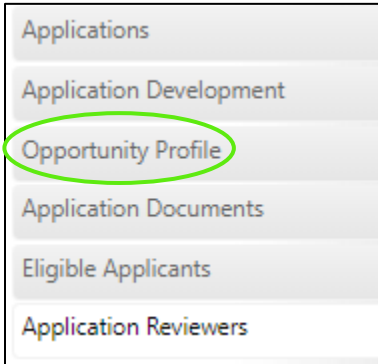 Applications
Application Development
Opportunity Profile
Application Documents
Eligible Applicants
Application Reviewers